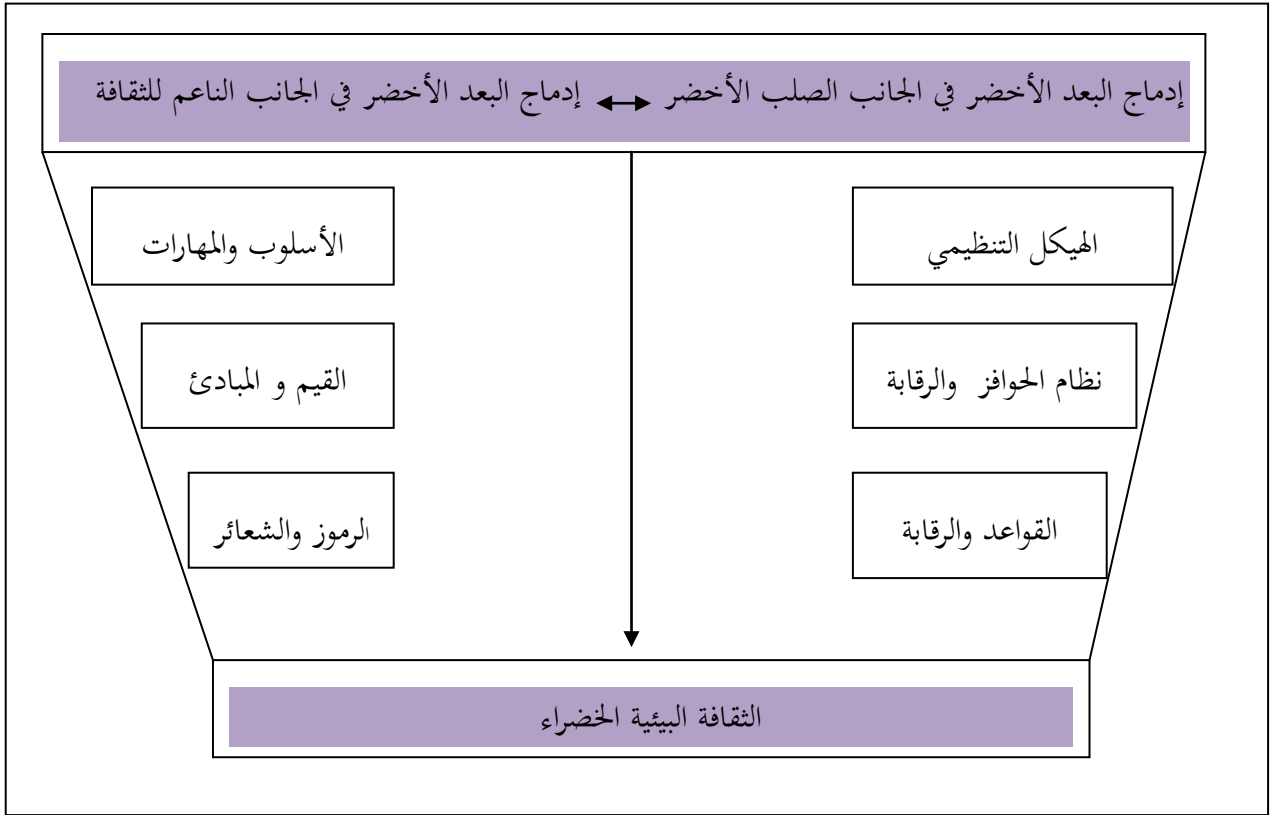 إدماج البعد الأخضر في الجانب الصلب الأخضر إدماج البعد الأخضر في الجانب الناعم للثقافة
الهيكل التنظيمي
الأسلوب والمهارات
نظام الحوافز والرقابة
القيم و المبادئ
القواعد والرقابة
الرموز والشعائر
الثقافة البيئية الخضراء